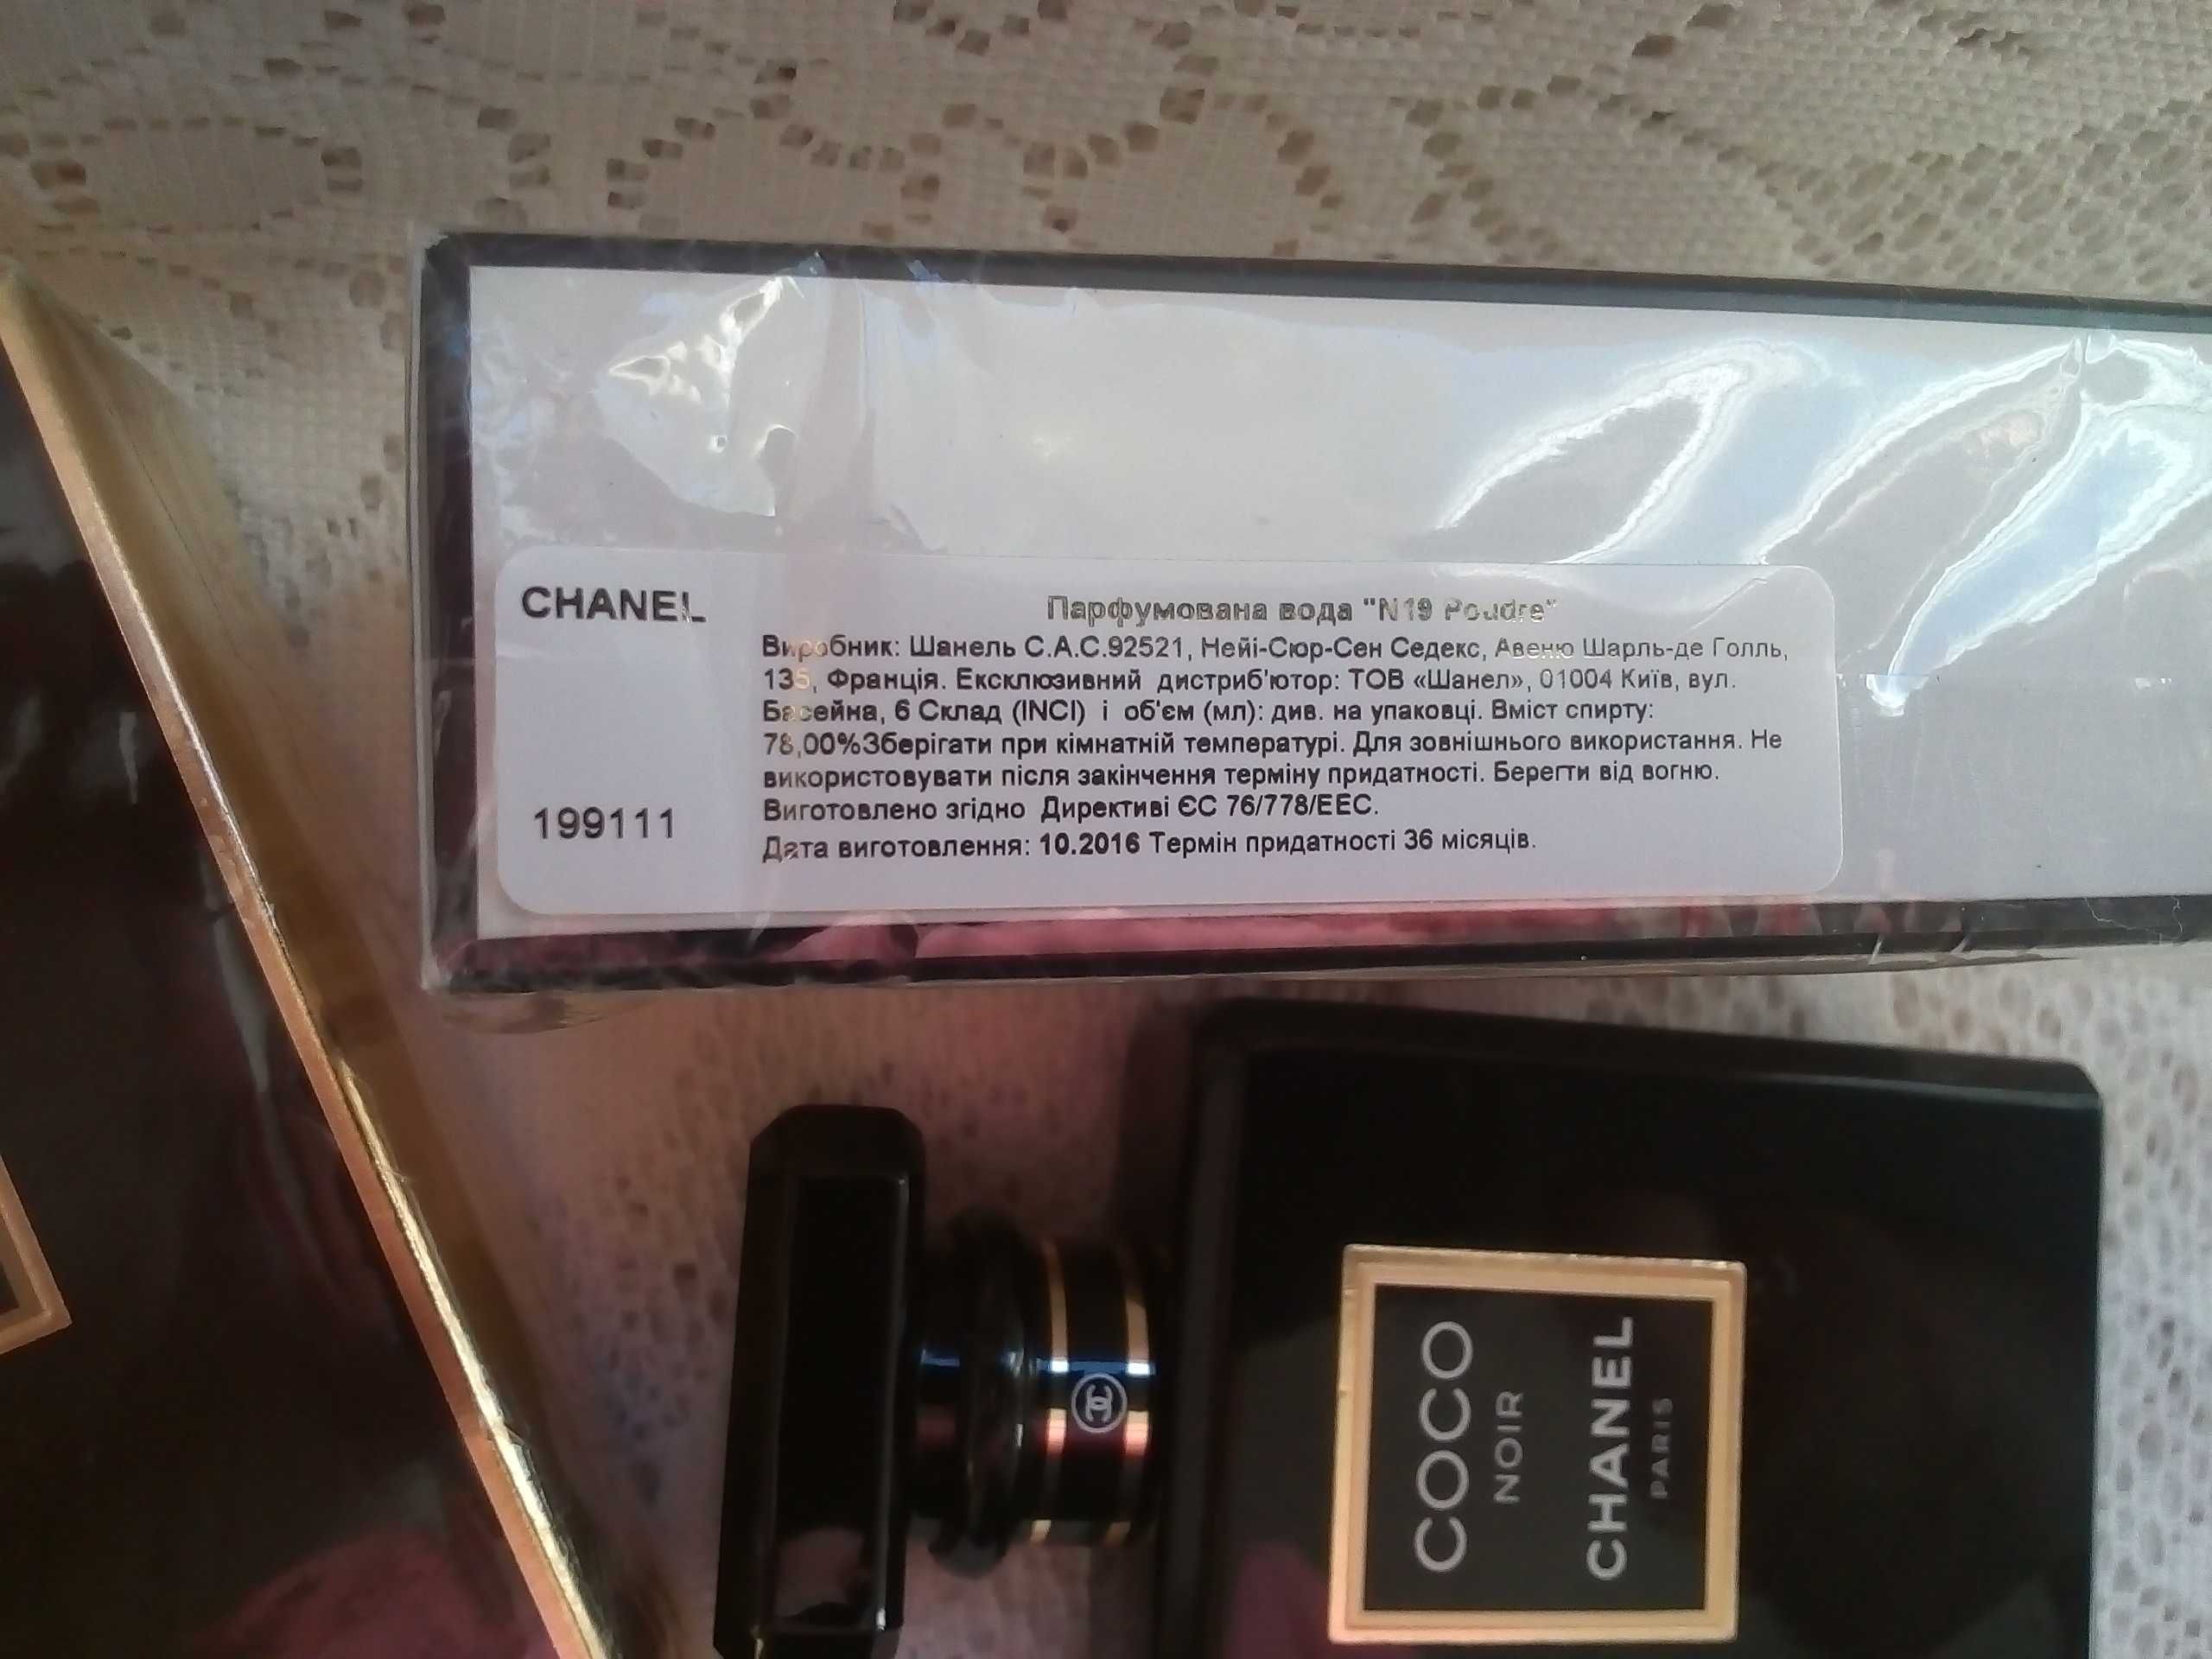 CHANEL
Парфумована вода "N19 Poudre"
Виробник: Шанель С.А.С.92521, Нейі-Сюр-Сен Седекс, Авеню Шарль-де Голль,
135, Франція. Ексклюзивний дистриб'ютор: ТОВ «Шанел», 01004 Київ, вул.
Басейна, 6 Склад (INCI) і об'єм (мл): див. на упаковці. Вміст спирту:
78,00%Зберігати при кімнатній температурі. Для зовнішнього використання. Не
використовувати після закінчення терміну придатності. Берегти від вогню.
Виготовлено згідно Директиві ЄС 76/778/ЕЕС.
Дата виготовлення: 10.2016 Термін придатності 36 місяців.
199111
COCO
NOIR
CHANEL
PARIS